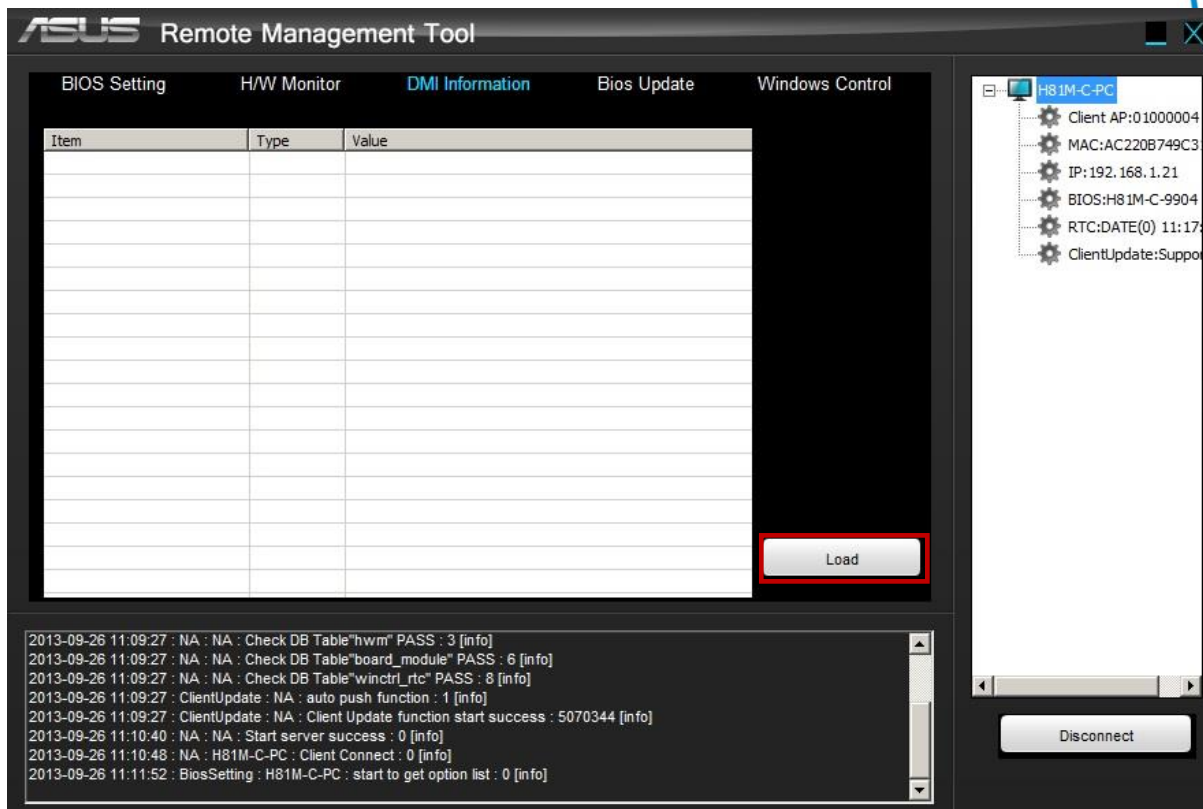 ASUS Remote Management Tool
BIOS Setting H/W Monitor DMI Information Bios Update Windows Control
Item Type Value
Load
H81M-C-PC
Client AP:01000004
MAC:AC220B749C3
IP:192.168.1.21
BIOS:H81M-C-9904
RTC:DATE(0) 11:17:
ClientUpdate:Suppor
2013-09-26 11:09:27 : NA : NA : Check DB Table"hwm" PASS : 3 [info]
2013-09-26 11:09:27 : NA : NA : Check DB Table"board_module" PASS : 6 [info]
2013-09-26 11:09:27 : NA : NA : Check DB Table"winctrl_rtc" PASS : 8 [info]
2013-09-26 11:09:27 : ClientUpdate : NA : auto push function : 1 [info]
2013-09-26 11:09:27 : ClientUpdate : NA : Client Update function start success : 5070344 [info]
2013-09-26 11:10:40 : NA : NA : Start server success : 0 [info]
2013-09-26 11:10:48 : NA : H81M-C-PC : Client Connect : 0 [info]
2013-09-26 11:11:52 : BiosSetting : H81M-C-PC : start to get option list : 0 [info]
Disconnect